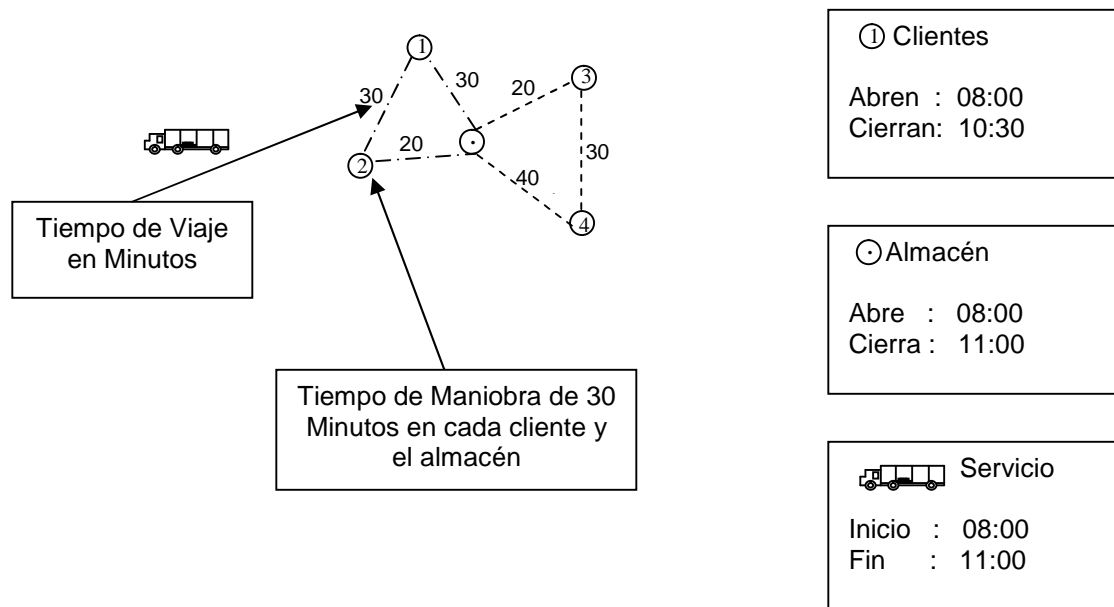 1
30
30
20
3
20
30
2
40
4
Tiempo de Viaje
en Minutos
Tiempo de Maniobra de 30
Minutos en cada cliente y
el almacén
1 Clientes
Abren : 08:00
Cierran: 10:30
Almacén
Abre : 08:00
Cierra : 11:00
Servicio
Inicio : 08:00
Fin : 11:00